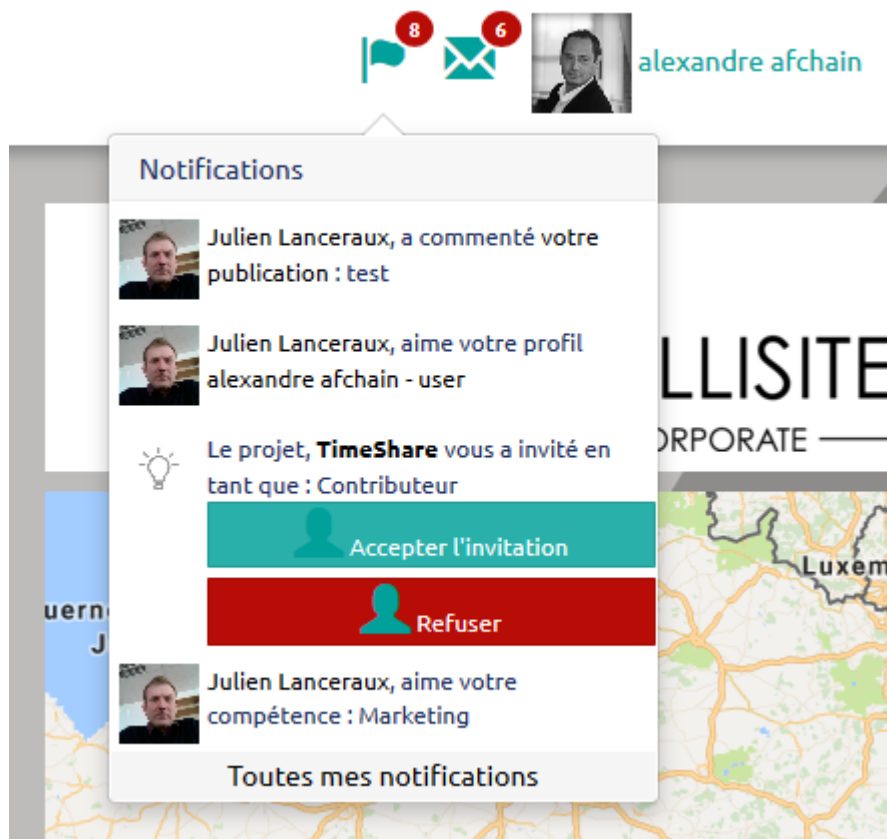 8
6
alexandre afchain
Notifications
Julien Lanceraux, a commenté votre
publication : test
Julien Lanceraux, aime votre profil
alexandre afchain - user
Le projet, TimeShare vous a invité en
tant que : Contributeur
Accepter l'invitation
Refuser
Julien Lanceraux, aime votre
compétence : Marketing
Toutes mes notifications
LLISITE
ORPORATE
uern
J
Luxem